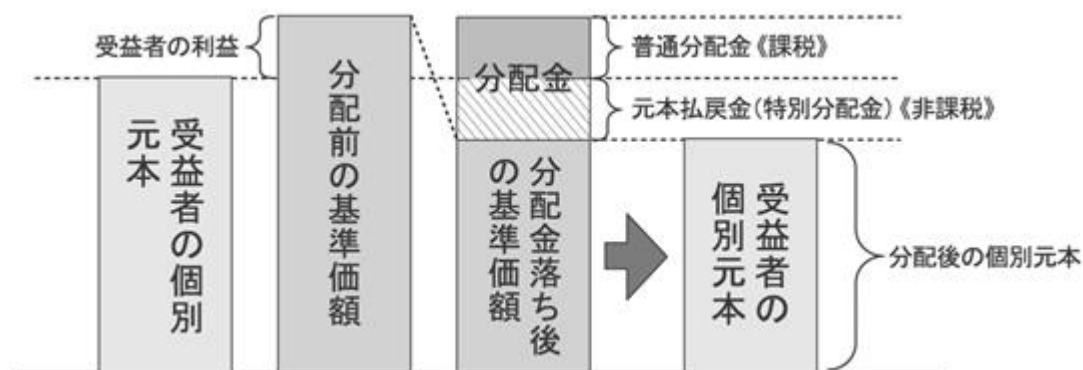 受益者の利益
受益者の個別
元本
分配前の基準価額
分配金
分配金落ち後
の基準価額
普通分配金《課税》
元本払戻金(特別分配金)《非課税》
受益者の
個別元本
分配後の個別元本